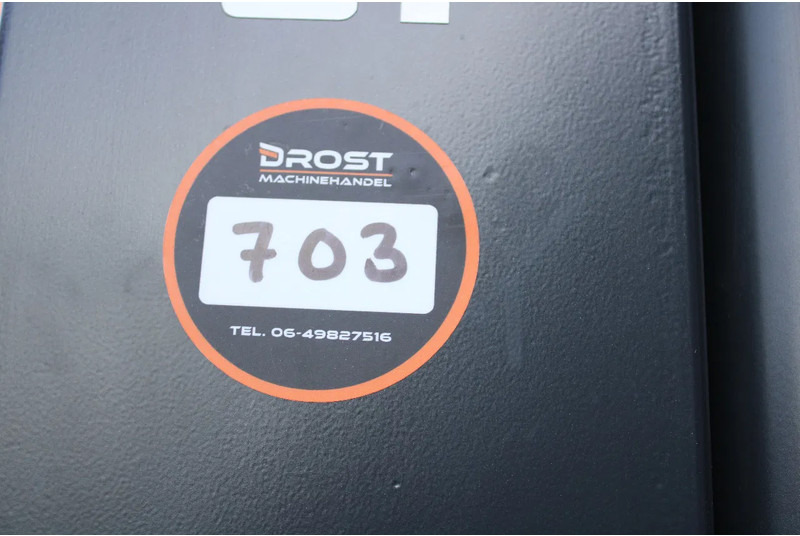 DROST
MACHINEHANDEL
703
TEL. 06-49827516